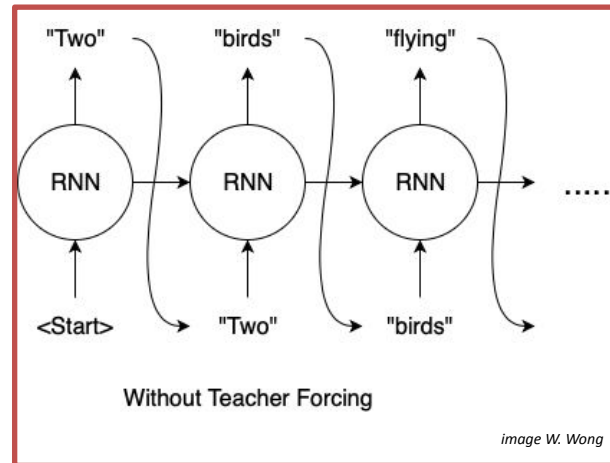 "Two" "birds" "flying"
RNN RNN RNN .....
<Start> "Two" "birds"
Without Teacher Forcing
image W. Wong